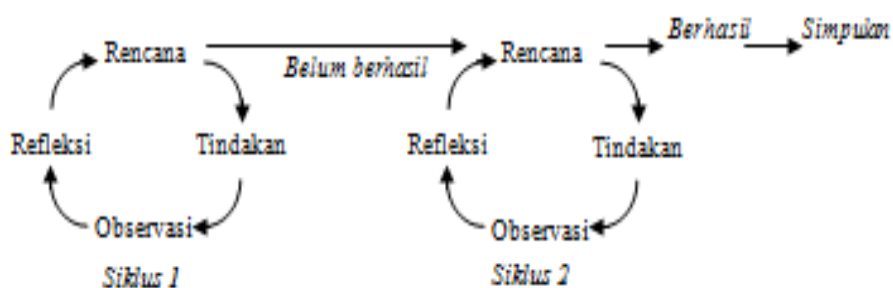 Rencana
Belum berhasil
Rencana
Berhasil
Simpulan
Refleksi
Tindakan
Refleksi
Tindakan
Observasi
Observasi
Siklus 1
Siklus 2